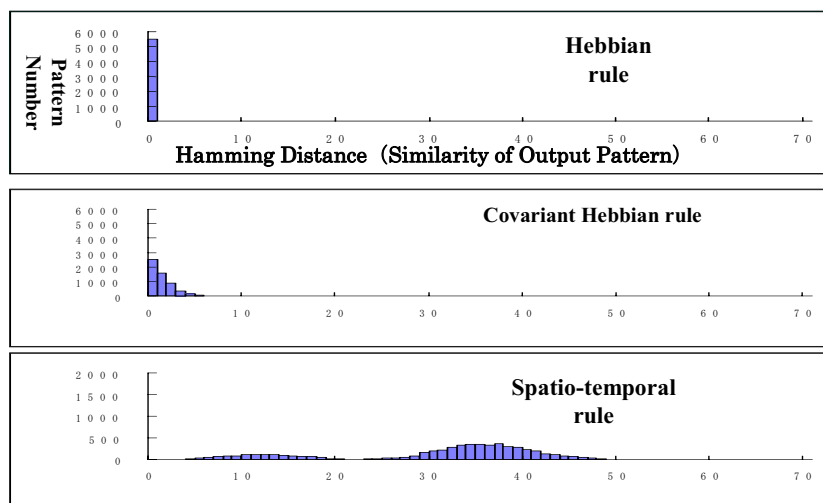 6000
5000
4000
3000
2000
1000
0
Pattern
Number
Hebbian
rule
0 10 20 30 40 50 60 70
Hamming Distance (Similarity of Output Pattern)
6000
5000
4000
3000
2000
1000
0
Covariant Hebbian rule
0 10 20 30 40 50 60 70
2000
1500
1000
500
0
Spatio-temporal
rule
0 10 20 30 40 50 60 70